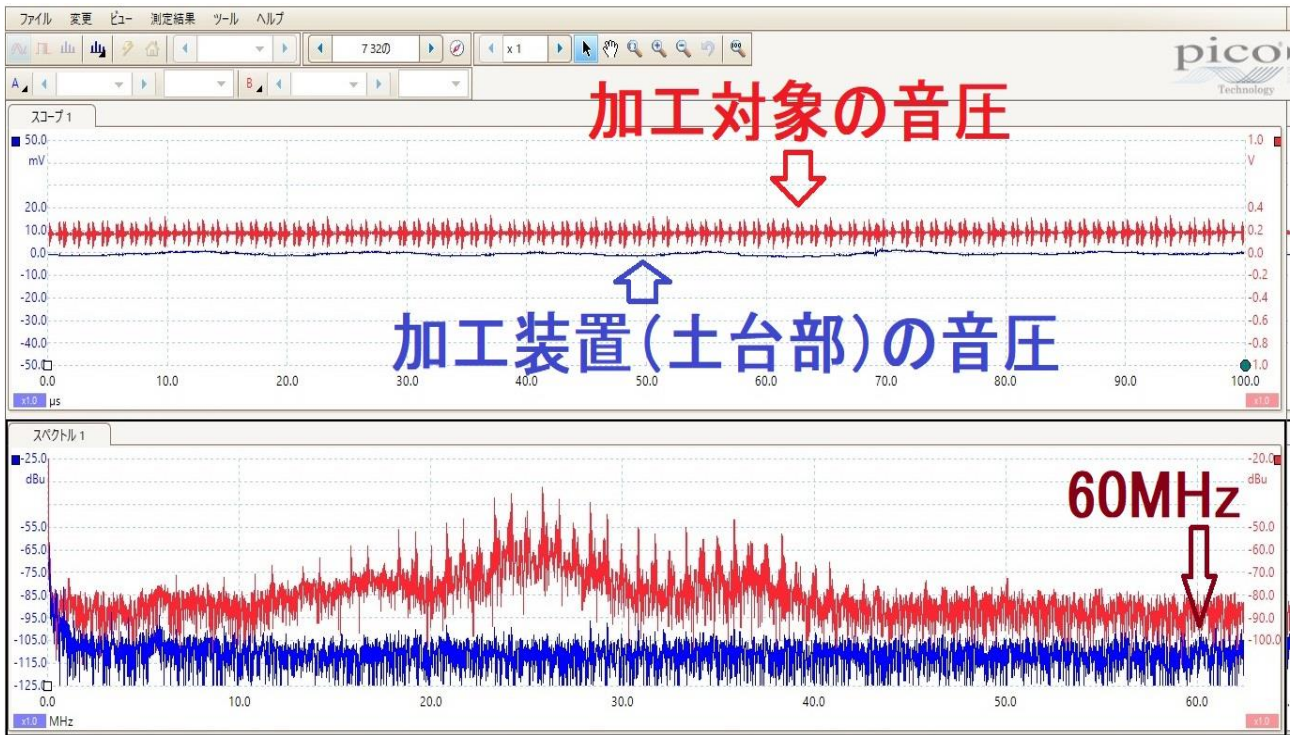 ファイル 変更 ビュー 測定結果 ツール ヘルプ
7 320の x 1
pico
Technology
A B
スコープ 1
加工対象の音圧
50.0 1.0
mV V
20.0 0.4
10.0 0.2
0.0 0.0
-10.0 -0.2
-20.0 -0.4
-30.0 -0.6
-40.0 -0.8
-50.0 -1.0
加工装置(土台部)の音圧
0.0 10.0 20.0 30.0 40.0 50.0 60.0 70.0 80.0 90.0 100.0
x1.0 µs x1.0
スペクトル 1
-25.0 -20.0
dBu dBu
60MHz
-55.0 -50.0
-65.0 -60.0
-75.0 -70.0
-85.0 -80.0
-95.0 -90.0
-105.0 -100.0
-115.0
-125.0
0.0 10.0 20.0 30.0 40.0 50.0 60.0
x1.0 MHz x1.0